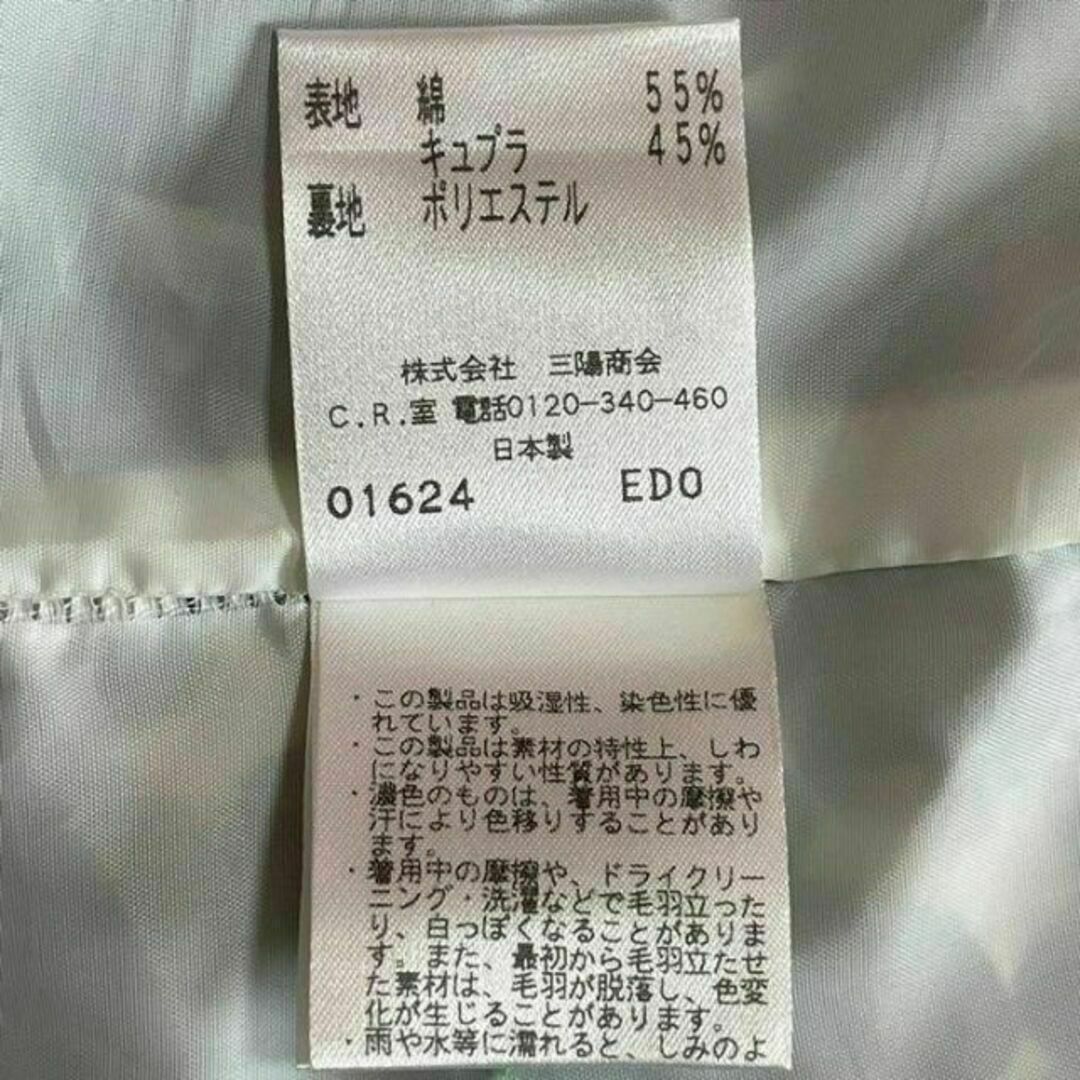 表地 綿 55%
キュプラ 45%
裏地 ポリエステル
株式会社 三陽商会
C.R.室 電話0120-340-460
日本製
01624 EDO
・この製品は吸湿性、染色性に優
れています。
・この製品は素材の特性上、しわ
になりやすい性質があります。
・濃色のものは、着用中の摩擦や
汗により色移りすることがあり
ます。
・着用中の摩擦や、ドライクリー
ニング・洗濯などで毛羽立った
り、白っぽくなることがありま
す。また、最初から毛羽立たせ
た素材は、毛羽が脱落し、色変
化が生じることがあります。
・雨や水等に濡れると、しみのよ